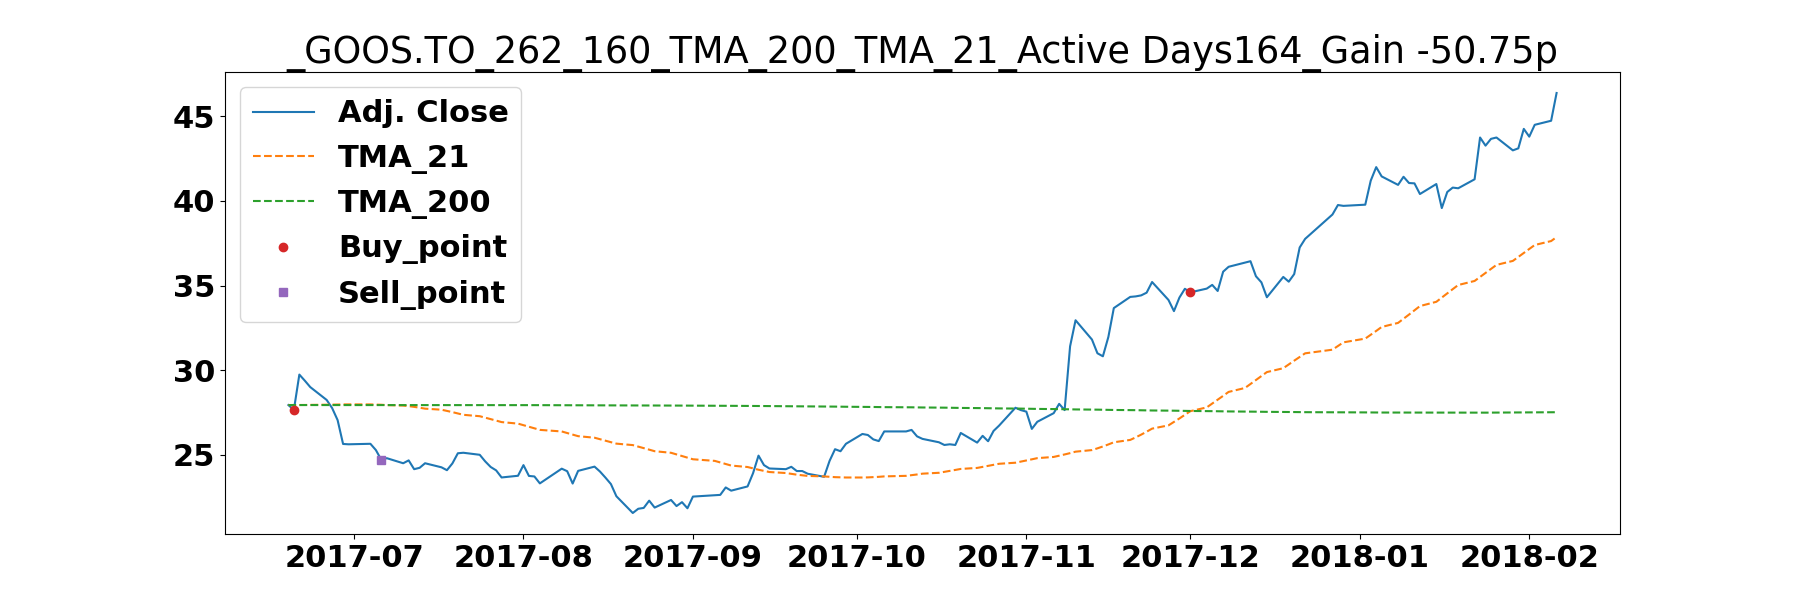 _GOOS.TO_262_160_TMA_200_TMA_21_Active Days164_Gain -50.75p
Adj. Close
TMA_21
TMA_200
Buy_point
Sell_point
45
40
35
30
25
2017-07 2017-08 2017-09 2017-10 2017-11 2017-12 2018-01 2018-02